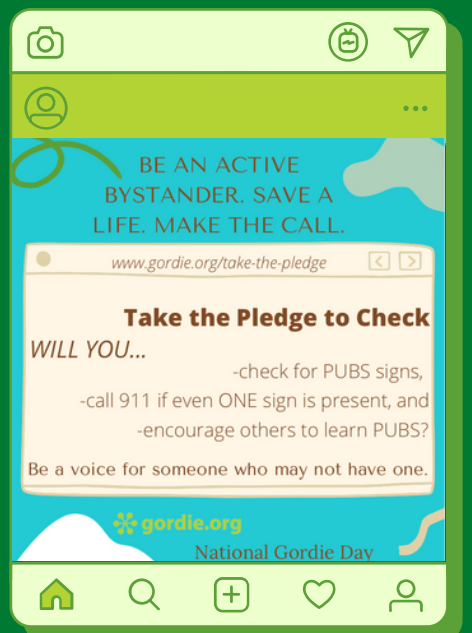 BE AN ACTIVE
BYSTANDER. SAVE A
LIFE. MAKE THE CALL.
www.gordie.org/take-the-pledge
Take the Pledge to Check
WILL YOU...
-check for PUBS signs,
-call 911 if even ONE sign is present, and
-encourage others to learn PUBS?
Be a voice for someone who may not have one.
gordie.org
National Gordie Day